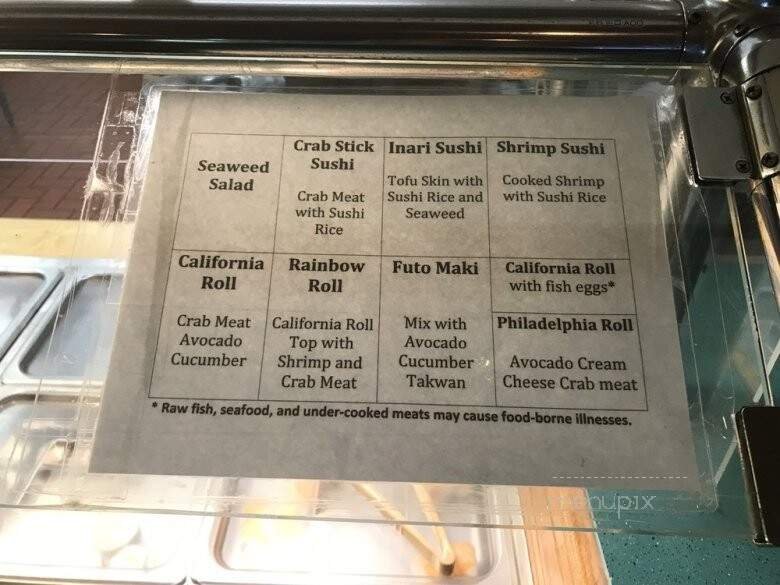 Seaweed
Salad
Crab Stick
Sushi
Crab Meat
with Sushi
Rice
Inari Sushi
Tofu Skin with
Sushi Rice and
Seaweed
Shrimp Sushi
Cooked Shrimp
with Sushi Rice
California
Roll
Crab Meat
Avocado
Cucumber
Rainbow
Roll
California Roll
Top with
Shrimp and
Crab Meat
Futo Maki
Mix with
Avocado
Cucumber
Takwan
California Roll
with fish eggs*
Philadelphia Roll
Avocado Cream
Cheese Crab meat
* Raw fish, seafood, and under-cooked meats may cause food-borne illnesses.
menupix